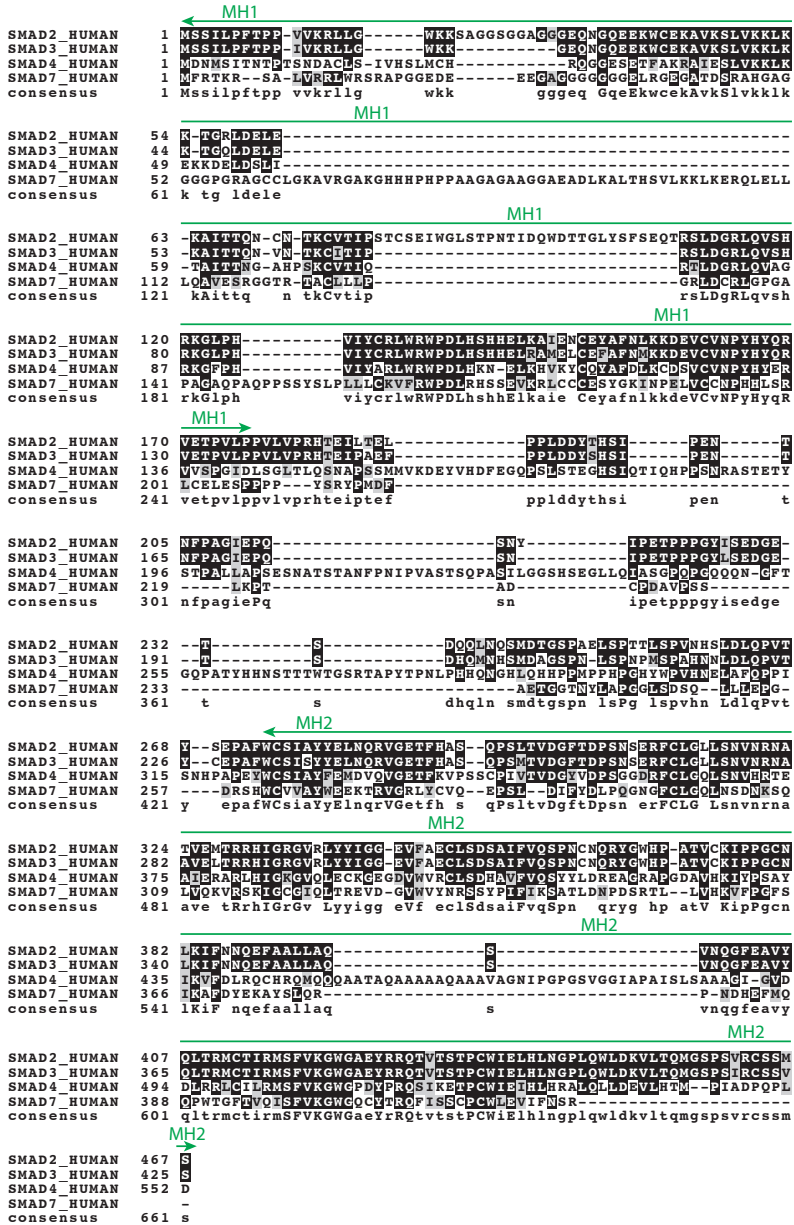 MH1
SMAD2_HUMAN 1 MSSILPFTPP-VVKRLLG------WKKSAGGSGGAGGGEQNGQEEKWCEKAVKSLVKKLK
SMAD3_HUMAN 1 MSSILPFTPP-IVKRLLG------WKK----------GEQNGQEEKWCEKAVKSLVKKLK
SMAD4_HUMAN 1 MDNMSITNTPTSNDACLS-IVHSLMCH-----------RQGGESETFAKRAIESLVKKLK
SMAD7_HUMAN 1 MFRTKR--SA-LVRRLWRSRAPGGEDE------EEGAGGGGGGGELRGEGATDSRAHGAG
consensus 1 Mssilpftpp vvkrllg wkk gggeq GqeEkwcekAvkSlvkklk
MH1
SMAD2_HUMAN 54 K-TGRLDELE--------------------------------------------------
SMAD3_HUMAN 44 K-TGQLDELE--------------------------------------------------
SMAD4_HUMAN 49 EKKDELDSLI--------------------------------------------------
SMAD7_HUMAN 52 GGGPGRAGCCLGKAVRGAKGHHHPHPPAAGAGAAGGAEADLKALTHSVLKKLKERQLELL
consensus 61 k tg ldele
MH1
SMAD2_HUMAN 63 -KAITTQN-CN-TKCVTIPSTCSEIWGLSTPNTIDQWDTTGLYSFSEQTRSLDGRLQVSH
SMAD3_HUMAN 53 -KAITTQN-VN-TKCITIP------------------------------RSLDGRLQVSH
SMAD4_HUMAN 59 -TAITTNG-AHPSKCVTIQ------------------------------RTLDGRLQVAG
SMAD7_HUMAN 112 LQAVESRGGTR-TACLLLP------------------------------GRLDCRLGPGA
consensus 121 kAittq n tkCvtip rsLDgRLqvsh
MH1
SMAD2_HUMAN 120 RKGLPH----------VIYCRLWRWPDLHSHHELKAIENCEYAFNLKKDEVCVNPYHYQR
SMAD3_HUMAN 80 RKGLPH----------VIYCRLWRWPDLHSHHELRAMELCEFAFNMKKDEVCVNPYHYQR
SMAD4_HUMAN 87 RKGFPH----------VIYARLWRWPDLHKN-ELKHVKYCQYAFDLKCDSVCVNPYHYER
SMAD7_HUMAN 141 PAGAQPAQPPSSYSLPLLLCKVFRWPDLRHSSEVKRLCCCESYGKINPELVCCNPHHLSR
consensus 181 rkGlph viycrlwRWPDLhshhElkaie Ceyafnlkkde VCvNPyHyqR
MH1
SMAD2_HUMAN 170 VETPVLPPVLVPRHTEILTEL-------------PPLDDYTHSI-----PEN-------T
SMAD3_HUMAN 130 VETPVLPPVLVPRHTEIPAEF-------------PPLDDYSHSI-----PEN-------T
SMAD4_HUMAN 136 VVSPGIDLSGLTLQSNAPSSMMVKDEYVHDFEGQPSLSTEGHSIQTIQHPPSNRASTETY
SMAD7_HUMAN 201 LCELESPPPP---YSRYPMDF---------------------------------------
consensus 241 vetpvlppvlvprhteiptef pplddythsi pen t
SMAD2_HUMAN 205 NFPAGIEPQ----------------------SNY----------IPETPPPGYISEDGE-
SMAD3_HUMAN 165 NFPAGIEPQ----------------------SN-----------IPETPPPGYLSEDGE-
SMAD4_HUMAN 196 STPALLAPSESNATSTANFPNIPVASTSQPASILGGSHSEGLLQIASGPQPGQQQN-GFT
SMAD7_HUMAN 219 -----LKPT----------------------AD-----------CPDAVPSS--------
consensus 301 nfpagiePq sn ipetpppgyisedge
SMAD2_HUMAN 232 --T----------S------------DQQLNQSMDTGSPAELSPTTLSPVNHSLDLQPVT
SMAD3_HUMAN 191 --T----------S------------DHQMNHSMDAGSPN-LSPNPMSPAHNNLDLQPVT
SMAD4_HUMAN 255 GQPATYHHNSTTTWTGSRTAPYTPNLPHHQNGHLQHHPPMPPHPGHYWPVHNELAFQPPI
SMAD7_HUMAN 233 ---------------------------------AETGGTNYLAPGGLSDSQ--LLLEPG-
consensus 361 t s dhqln smdtgspn lsPg lspvhn LdlqPvt
MH2
SMAD2_HUMAN 268 Y--SEPAFWCSIAYYELNQRVGETFHAS--QPSLTVDGFTDPSNSERFCLGLLSNVNRNA
SMAD3_HUMAN 226 Y--CEPAFWCSISYYELNQRVGETFHAS--QPSMTVDGFTDPSNSERFCLGLLSNVNRNA
SMAD4_HUMAN 315 SNHPAPEYWCSIAYFEMDVQVGETFKVPSSCPIVTVDGYVDPSGGDRFCLGQLSNVHRTE
SMAD7_HUMAN 257 ----DRSHWCVVAYWEEKTRVGRLYCVQ--EPSL--DIFYDLPQGNGFCLGQLNSDNKSQ
consensus 421 y epafWCsiaYyElnqrVGetfh s qPsltvDgftDpsn erFCLG LsnvnrnA
MH2
SMAD2_HUMAN 324 TVEMTRRHIGRGVRLYYIGG-EVFAECLSDSAIFVQSPNCNQRYGWHP-ATVCKIPPGCN
SMAD3_HUMAN 282 AVELTRRHIGRGVRLYYIGG-EVFAECLSDSAIFVQSPNCNQRYGWHP-ATVCKIPPGCN
SMAD4_HUMAN 375 AIERARLHIGKGVQLECKGEGDVWVRCLSDHAVFVQSYYLDREAGRAPGDAVHKIYPSAY
SMAD7_HUMAN 309 LVQKVRSKIGCGIQLTREVD-GVWVYNRSSYPIFIKSATLDNPDSRTL--LVHKVFPGFS
consensus 481 ave tRrhIGrGv Lyyigg eVf eclSdsaiFvqSpn qryg hp atV KipPgcn
MH2
SMAD2_HUMAN 382 LKIFNNQEFAALLAQ---------------S--------------------VNQGFEAVY
SMAD3_HUMAN 340 LKIFNNQEFAALLAQ---------------S--------------------VNQGFEAVY
SMAD4_HUMAN 435 IKVFDLRQCHRQMQQQAATAQAAAAAQAAAVAGNIPGPGSVGGIAPAISLSAAAGI-GVD
SMAD7_HUMAN 366 IKAFDYEKAYSLQR-------------------------------------P-NDHEFMQ
consensus 541 lKiF nqefaallaq s vnqgfeavy
MH2
SMAD2_HUMAN 407 QLTRMCTIRMSFVKGWGAEYRRQTVTSTPCWIELHLNGPLQWLDKVLTQMGSPSVRCSSM
SMAD3_HUMAN 365 QLTRMCTIRMSFVKGWGAEYRRQTVTSTPCWIELHLNGPLQWLDKVLTQMGSPSIRCSSV
SMAD4_HUMAN 494 DLRRLCILRMSFVKGWGPDYPRQSIKETPCWIEIHLHRALQLLDEVLHTM--PIADPQPL
SMAD7_HUMAN 388 QPWTGFTVQISFVKGWGQCYTRQFISSCPCWLEVIFNSR---------------------
consensus 601 qltrmctirmSFVKGWGaeYrRQtvtstPCWiElhlngplqwldkvltqmgspsvrcssm
MH2
SMAD2_HUMAN 467 S
SMAD3_HUMAN 425 S
SMAD4_HUMAN 552 D
SMAD7_HUMAN -
consensus 661 s